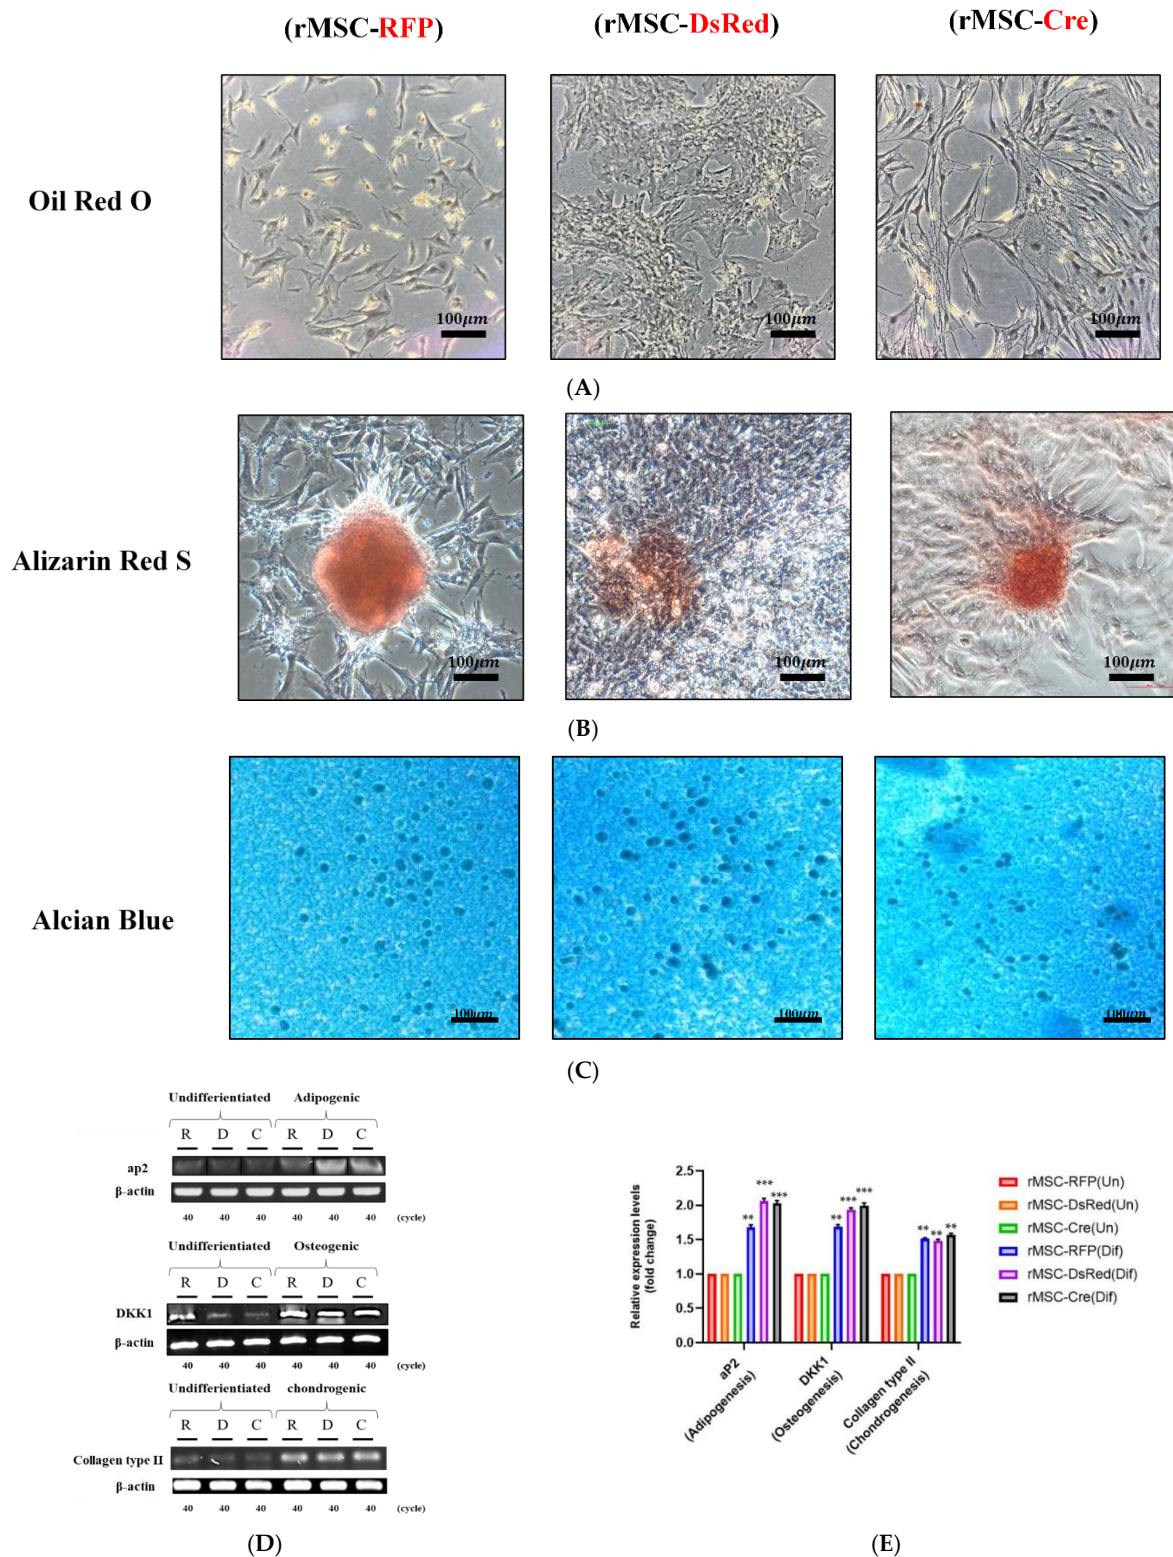 (rMSC-RFP) (rMSC-DsRed) (rMSC-Cre)
Oil Red O
100μm 100μm 100μm
(A)
Alizarin Red S
100μm 100μm 100μm
(B)
Alcian Blue
100μm 100μm 100μm
(C)
Undifferientiated Adipogenic
R D C R D C
ap2
β-actin
40 40 40 40 40 40 (cycle)
Undifferientiated Osteogenic
R D C R D C
DKK1
β-actin
40 40 40 40 40 40 (cycle)
Undifferientiated chondrogenic
R D C R D C
Collagen type II
β-actin
40 40 40 40 40 40 (cycle)
(D)
Relative expression levels
(fold change)
2.5
2.0
1.5
1.0
0.5
0.0
** *** *** ** *** *** ** ** **
aP2
(Adipogenesis)
DKK1
(Osteogenesis)
Collagen type II
(Chondrogenesis)
rMSC-RFP(Un)
rMSC-DsRed(Un)
rMSC-Cre(Un)
rMSC-RFP(Dif)
rMSC-DsRed(Dif)
rMSC-Cre(Dif)
(E)